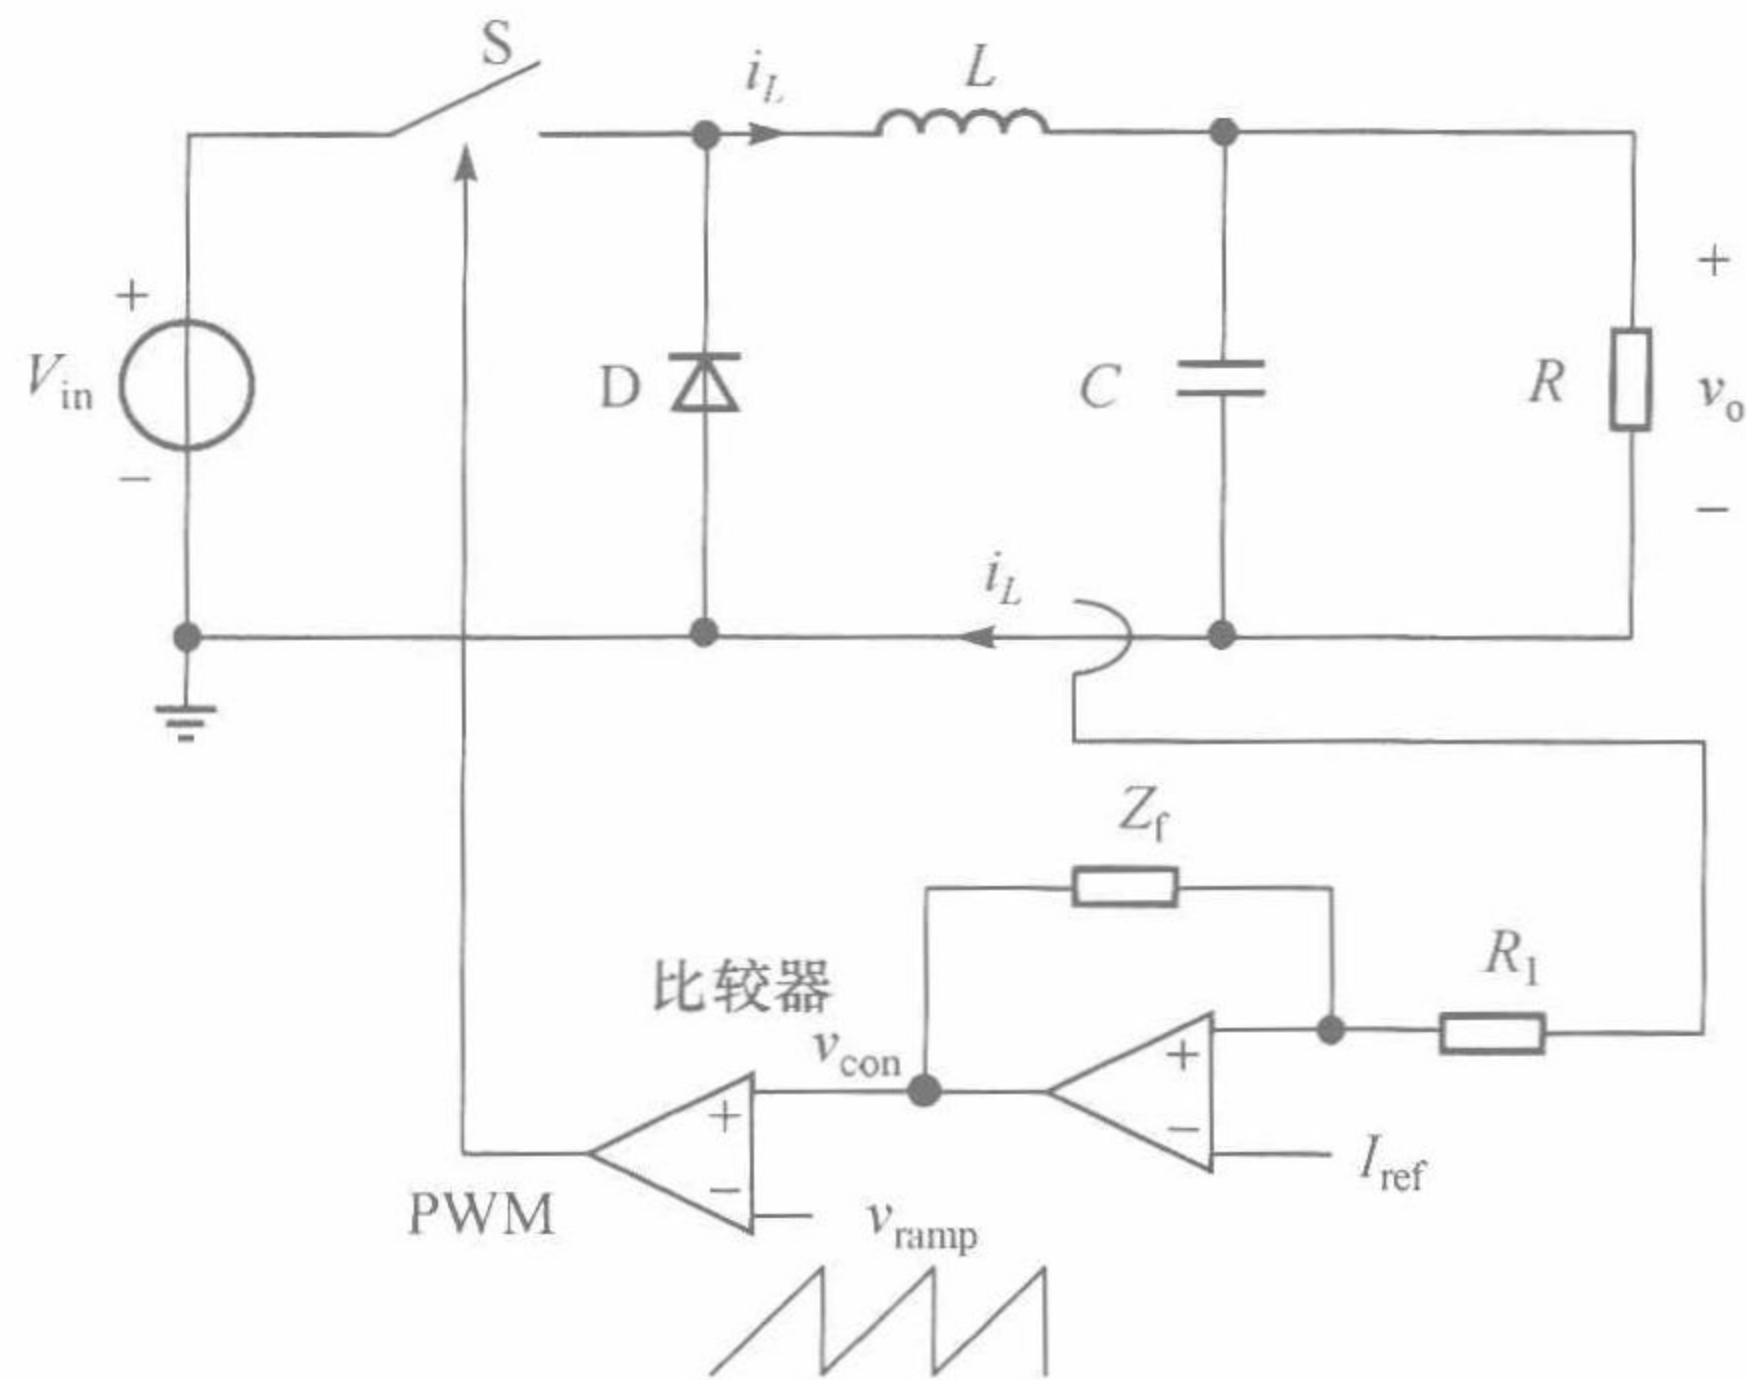 S
i_L
L
+
V_in
−
D
C
R
+
v_o
−
i_L
Z_f
R_1
比较器
v_con
+
−
I_ref
+
−
PWM
v_ramp